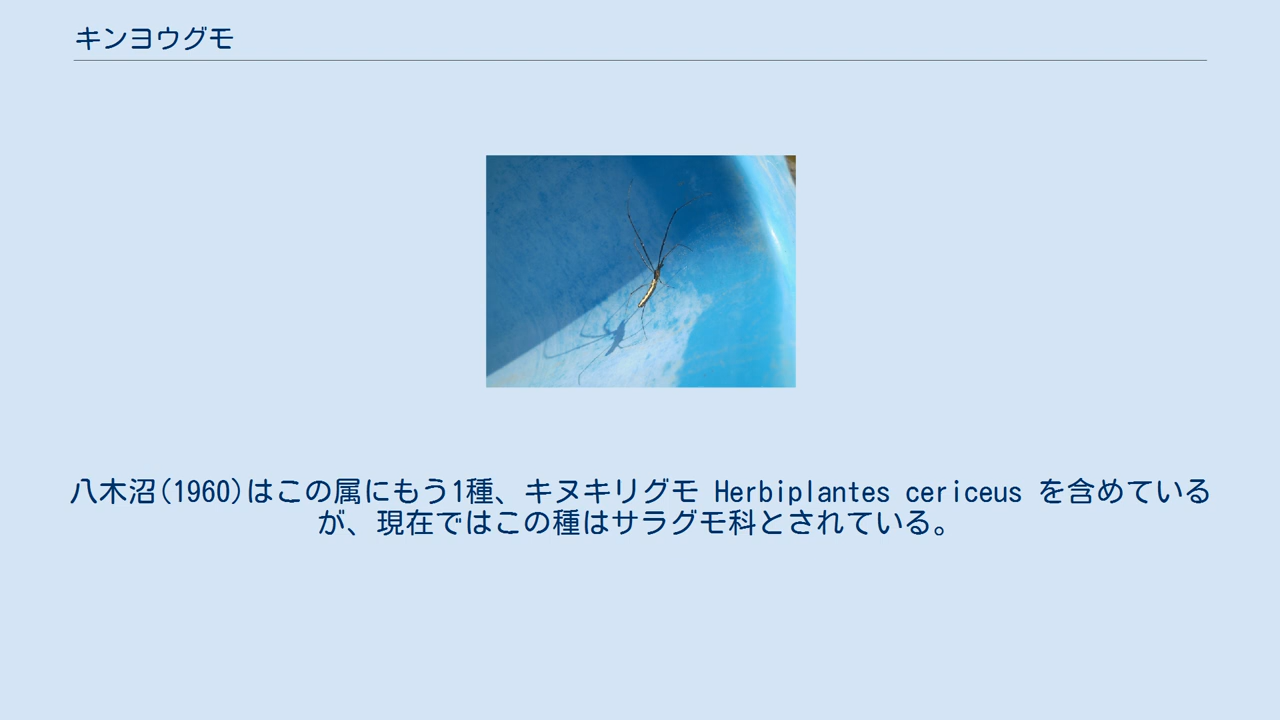 キンヨウグモ
八木沼(1960)はこの属にもう1種、キヌキリグモ Herbiplantes cericeus を含めている
が、現在ではこの種はサラグモ科とされている。